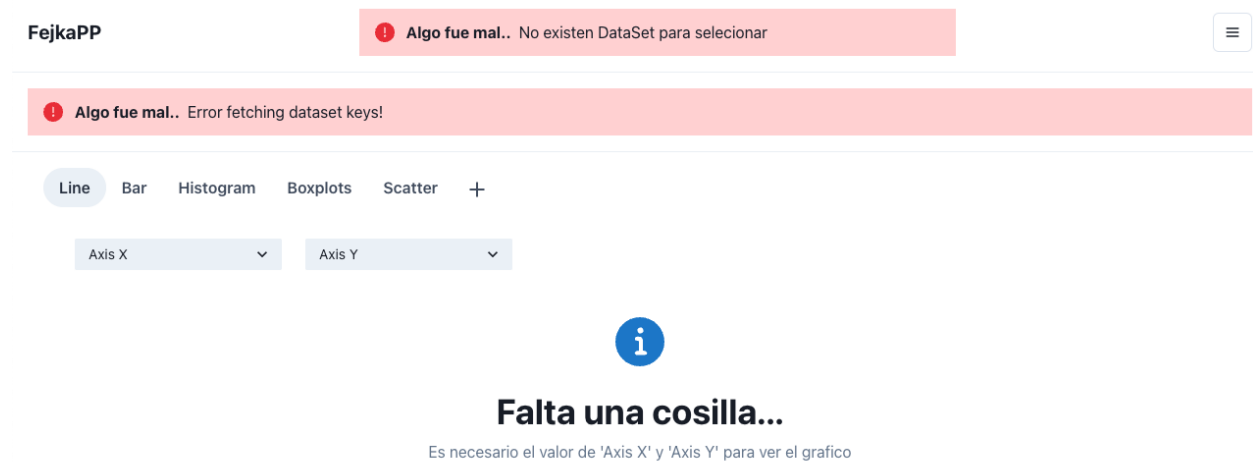 FejkaPP
Algo fue mal.. No existen DataSet para selecionar
Algo fue mal.. Error fetching dataset keys!
Line Bar Histogram Boxplots Scatter +
Axis X Axis Y
Falta una cosilla...
Es necesario el valor de 'Axis X' y 'Axis Y' para ver el grafico